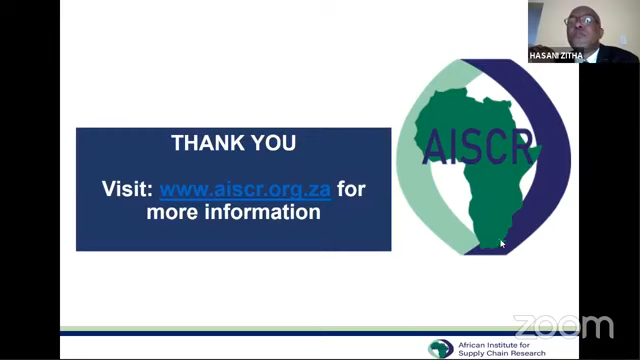 HASANI ZITHA
THANK YOU
Visit: www.aiscr.org.za for
more information
AISCR
zoom
African Institute for
Supply Chain Research